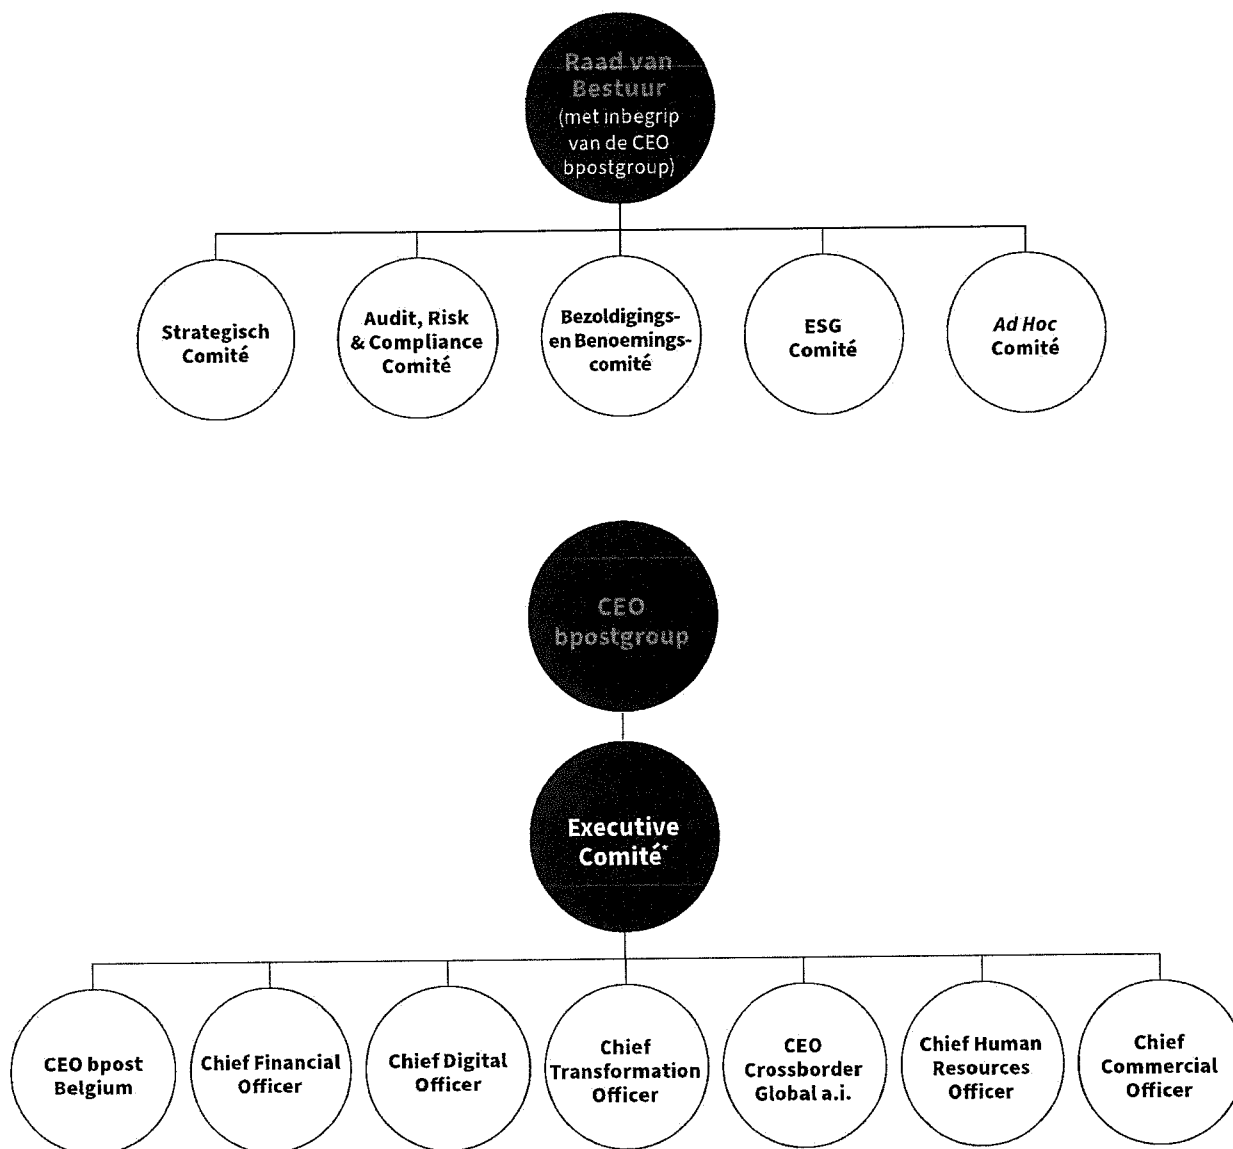 Raad van
Bestuur
(met inbegrip
van de CEO
bpostgroup)
Strategisch
Comité
Audit, Risk
& Compliance
Comité
Bezoldigings-
en Benoemings-
comité
ESG
Comité
Ad Hoc
Comité
CEO
bpostgroup
Executive
Comité*
CEO bpost
Belgium
Chief Financial
Officer
Chief Digital
Officer
Chief
Transformation
Officer
CEO
Crossborder
Global a.i.
Chief Human
Resources
Officer
Chief
Commercial
Officer